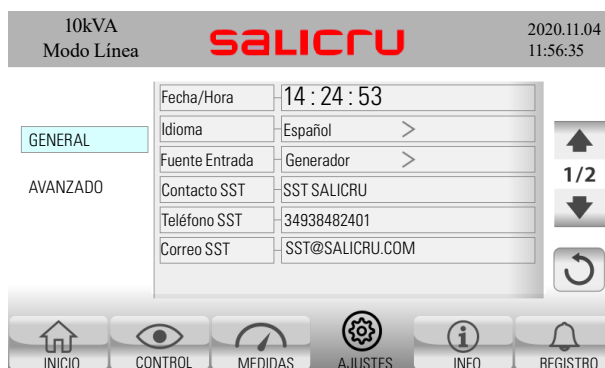 10kVA
Modo Línea
salicru
2020.11.04
11:56:35
GENERAL
AVANZADO
Fecha/Hora 14 : 24 : 53
Idioma Español >
Fuente Entrada Generador >
Contacto SST SST SALICRU
Teléfono SST 34938482401
Correo SST SST@SALICRU.COM
1/2
INICIO CONTROL MEDIDAS AJUSTES INFO REGISTRO